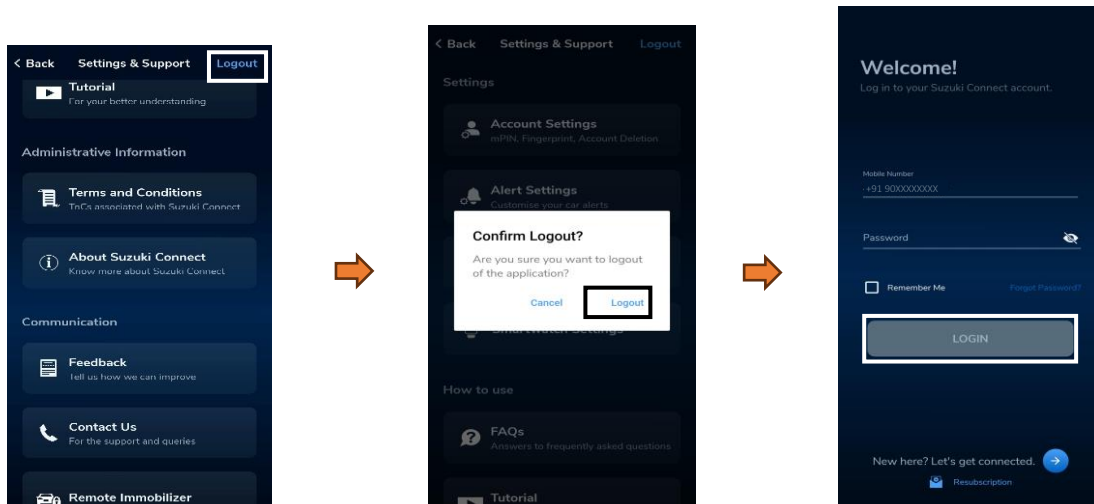 < Back Settings & Support Logout
Tutorial
For your better understanding
Administrative Information
Terms and Conditions
TnCs associated with Suzuki Connect
About Suzuki Connect
Know more about Suzuki Connect
Communication
Feedback
Tell us how we can improve
Contact Us
For the support and queries
Remote Immobilizer
< Back Settings & Support Logout
Settings
Account Settings
mPIN, Fingerprint, Account Deletion
Alert Settings
Customise your car alerts
Confirm Logout?
Are you sure you want to logout
of the application?
Cancel Logout
Smartwatch Settings
How to use
FAQs
Answers to frequently asked questions
Tutorial
Welcome!
Log in to your Suzuki Connect account.
Mobile Number
+91 90XXXXXXXX
Password
Remember Me Forgot Password?
LOGIN
New here? Let's get connected.
Resubscription